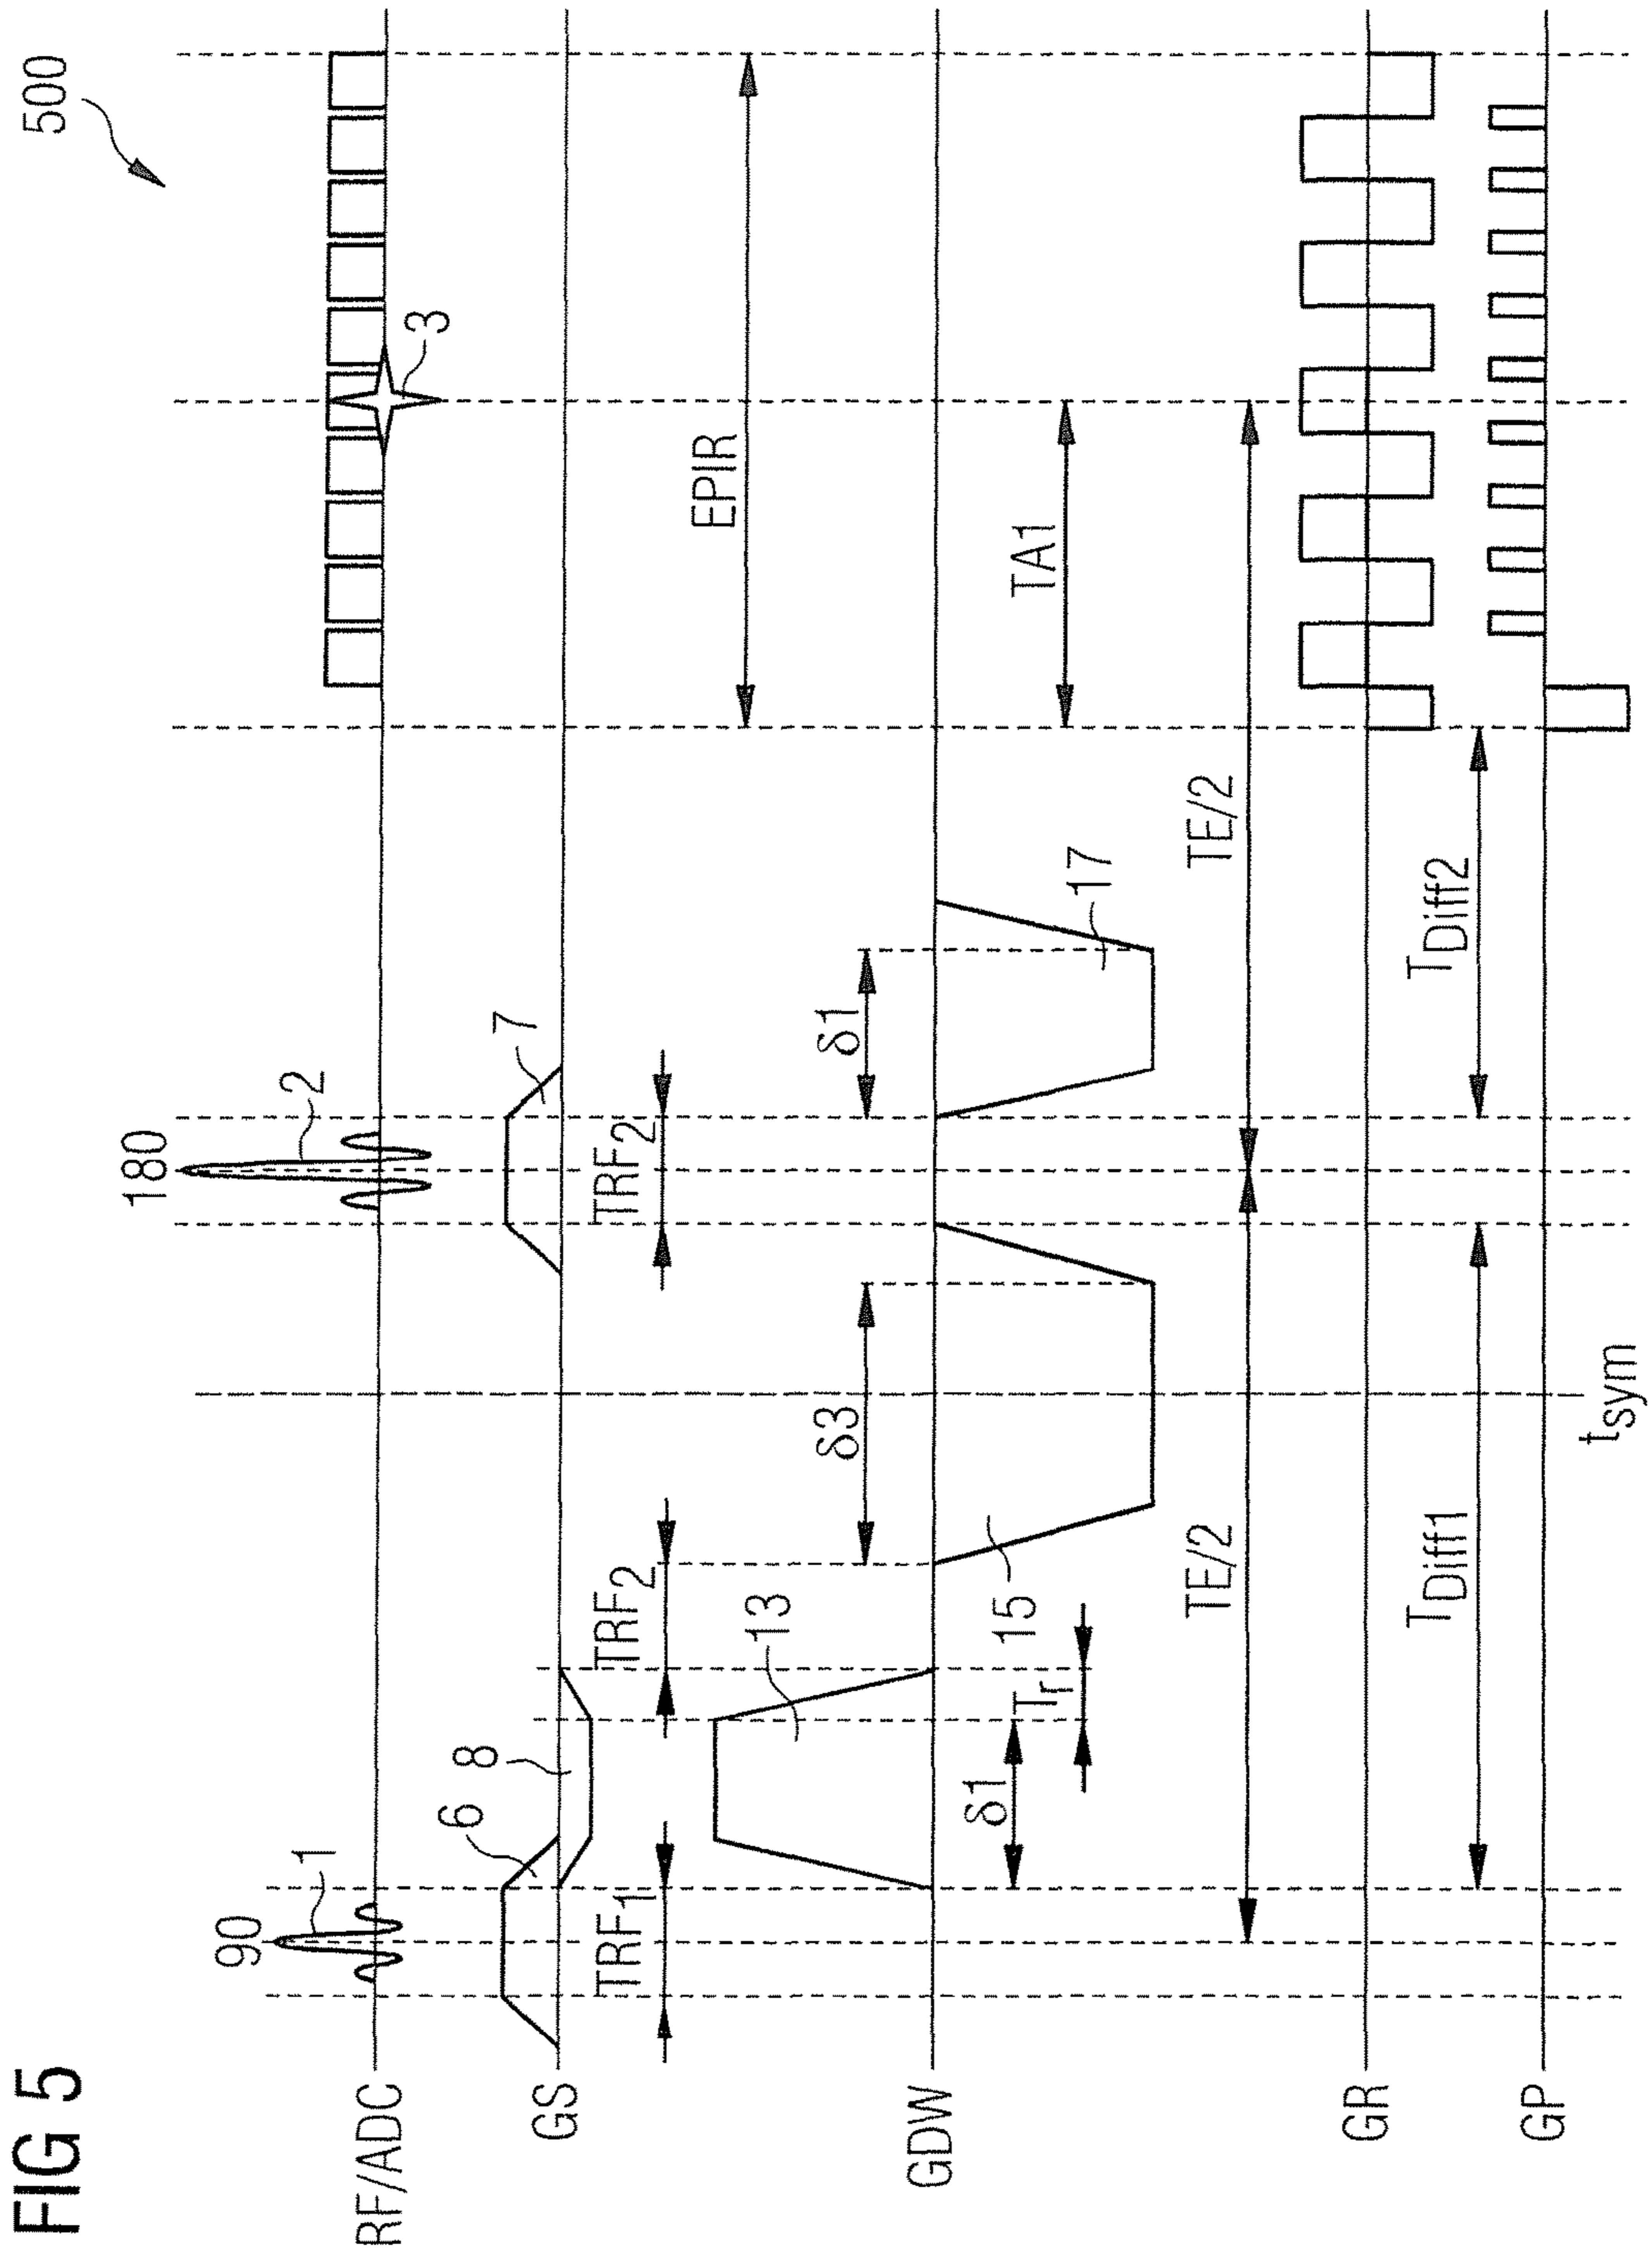 FIG 5
500
90
1
180
2
3
RF/ADC
6
8
7
GS
TRF1
TRF2
TRF2
EPIR
13
δ3
δ1
17
GDW
δ1
Tr
15
TA1
TE/2
TE/2
GR
TDiff1
TDiff2
GP
tsym